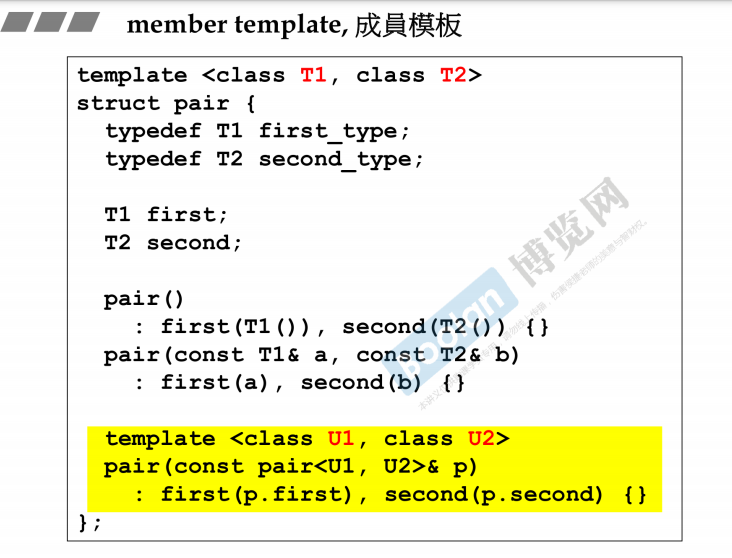 member template, 成員模板
template <class T1, class T2>
struct pair {
typedef T1 first_type;
typedef T2 second_type;
T1 first;
T2 second;
pair()
: first(T1()), second(T2()) {}
pair(const T1& a, const T2& b)
: first(a), second(b) {}
template <class U1, class U2>
pair(const pair<U1, U2>& p)
: first(p.first), second(p.second) {}
};
boolan
博览网